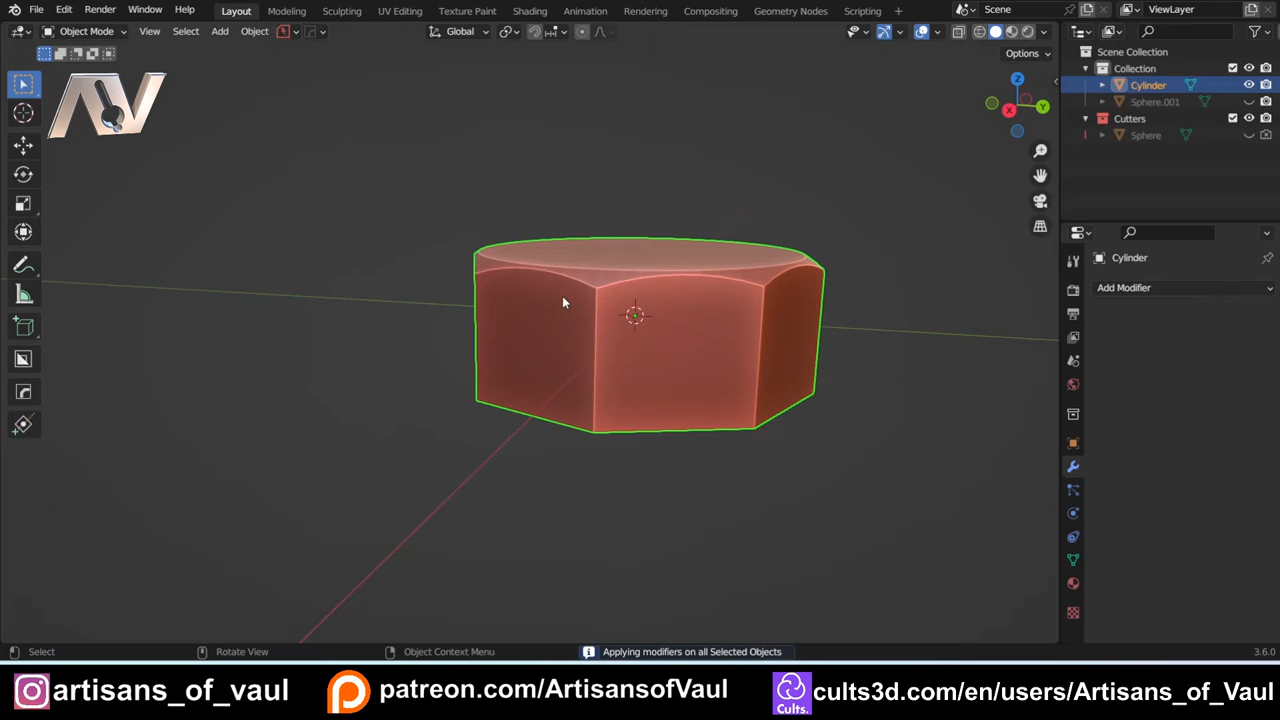 File Edit Render Window Help Layout Modeling Sculpting UV Editing Texture Paint Shading Animation Rendering Compositing Geometry Nodes Scripting + Scene ViewLayer
Object Mode View Select Add Object Global
Options
Scene Collection
Collection
Cylinder
Sphere.001
Cutters
Sphere
Z
Y
X
AV
Cylinder
Add Modifier
Select Rotate View Object Context Menu Applying modifiers on all Selected Objects 3.6.0
artisans_of_vaul patreon.com/ArtisansofVaul Cults. cults3d.com/en/users/Artisans_of_Vaul